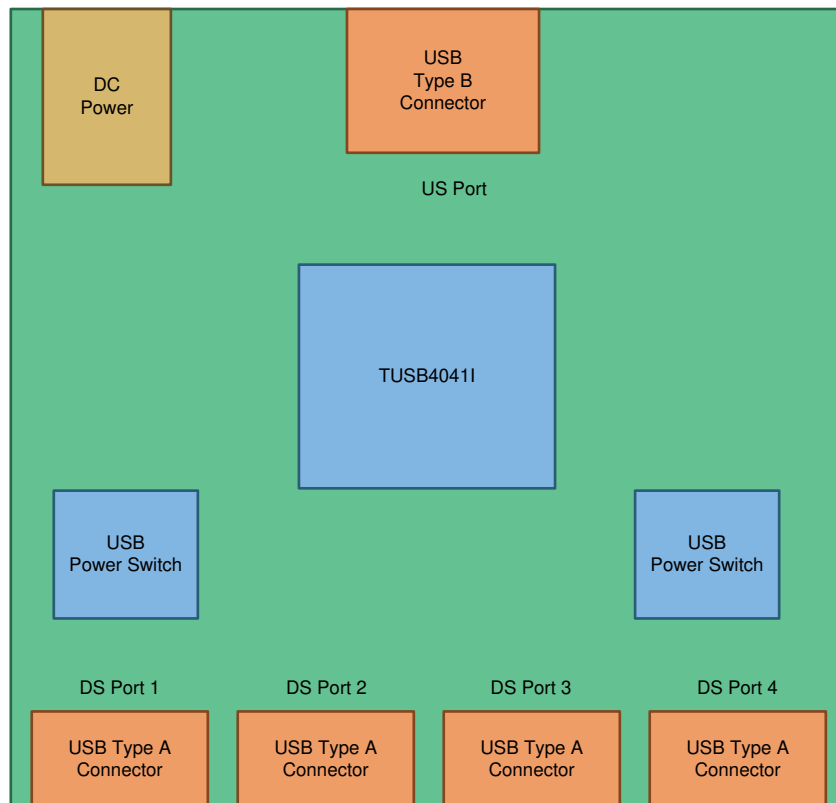 DC
Power
USB
Type B
Connector
US Port
TUSB4041I
USB
Power Switch
USB
Power Switch
DS Port 1
DS Port 2
DS Port 3
DS Port 4
USB Type A
Connector
USB Type A
Connector
USB Type A
Connector
USB Type A
Connector